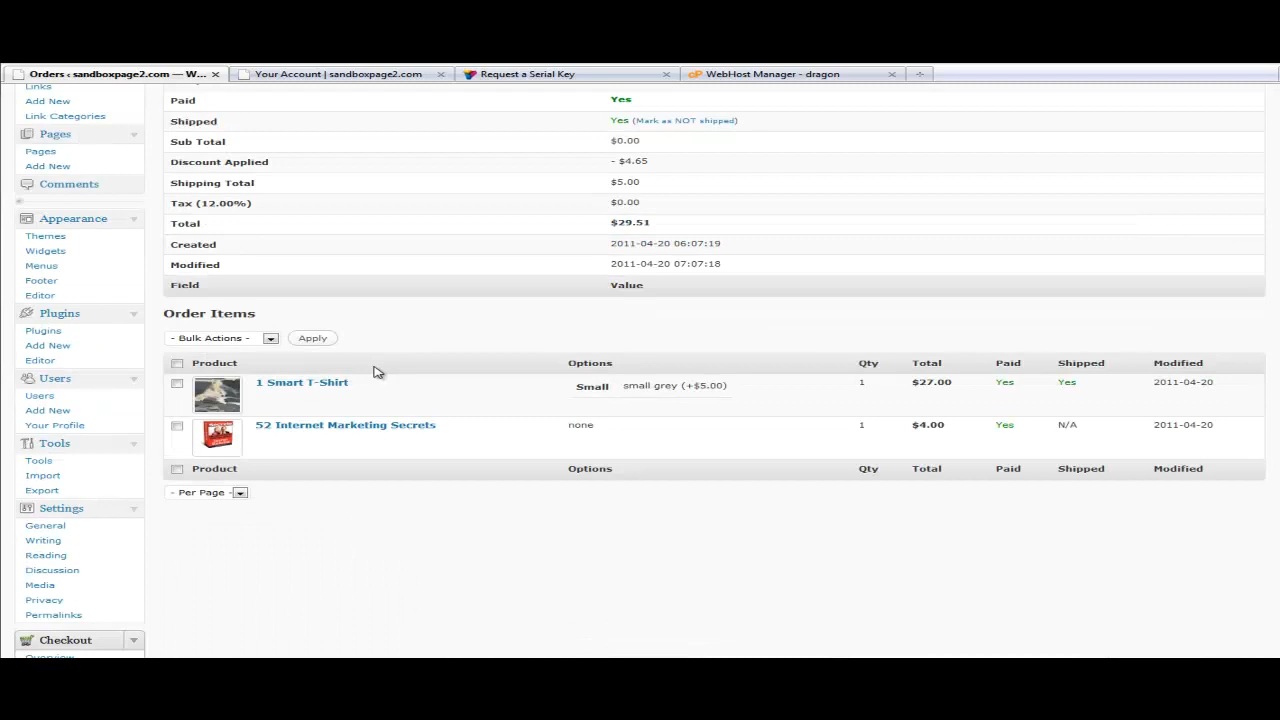 Orders ‹ sandboxpage2.com — W... Your Account | sandboxpage2.com Request a Serial Key WebHost Manager - dragon
Links
Add New
Link Categories
Pages
Pages
Add New
Comments
Appearance
Themes
Widgets
Menus
Footer
Editor
Plugins
Plugins
Add New
Editor
Users
Users
Add New
Your Profile
Tools
Tools
Import
Export
Settings
General
Writing
Reading
Discussion
Media
Privacy
Permalinks
Checkout
Overview
Paid Yes
Shipped Yes (Mark as NOT shipped)
Sub Total $0.00
Discount Applied - $4.65
Shipping Total $5.00
Tax (12.00%) $0.00
Total $29.51
Created 2011-04-20 06:07:19
Modified 2011-04-20 07:07:18
Field Value
Order Items
- Bulk Actions - Apply
Product Options Qty Total Paid Shipped Modified
1 Smart T-Shirt Small small grey (+$5.00) 1 $27.00 Yes Yes 2011-04-20
52 Internet Marketing Secrets none 1 $4.00 Yes N/A 2011-04-20
Product Options Qty Total Paid Shipped Modified
- Per Page -